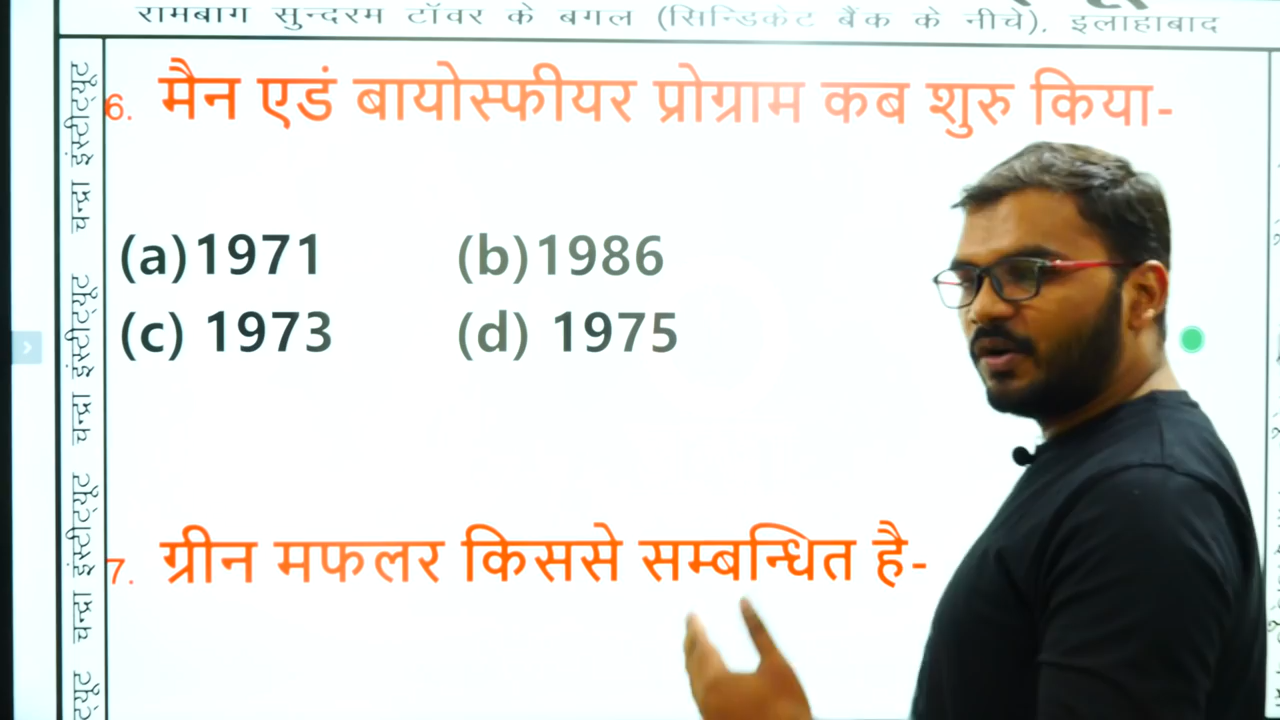 रामबाग सुन्दरम टॉवर के बगल (सिन्डिकेट बैंक के नीचे). इलाहाबाद
6. मैन एडं बायोस्फीयर प्रोग्राम कब शुरु किया-
(a)1971 (b)1986
(c) 1973 (d) 1975
7. ग्रीन मफलर किससे सम्बन्धित है-
चन्द्रा इंस्टीट्यूट चन्द्रा इंस्टीट्यूट चन्द्रा इंस्टीट्यूट